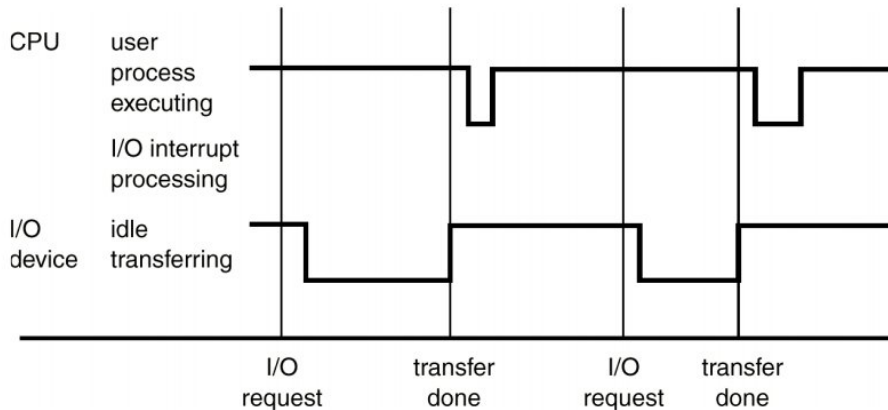 CPU user
process
executing
I/O interrupt
processing
I/O idle
device transferring
I/O transfer I/O transfer
request done request done